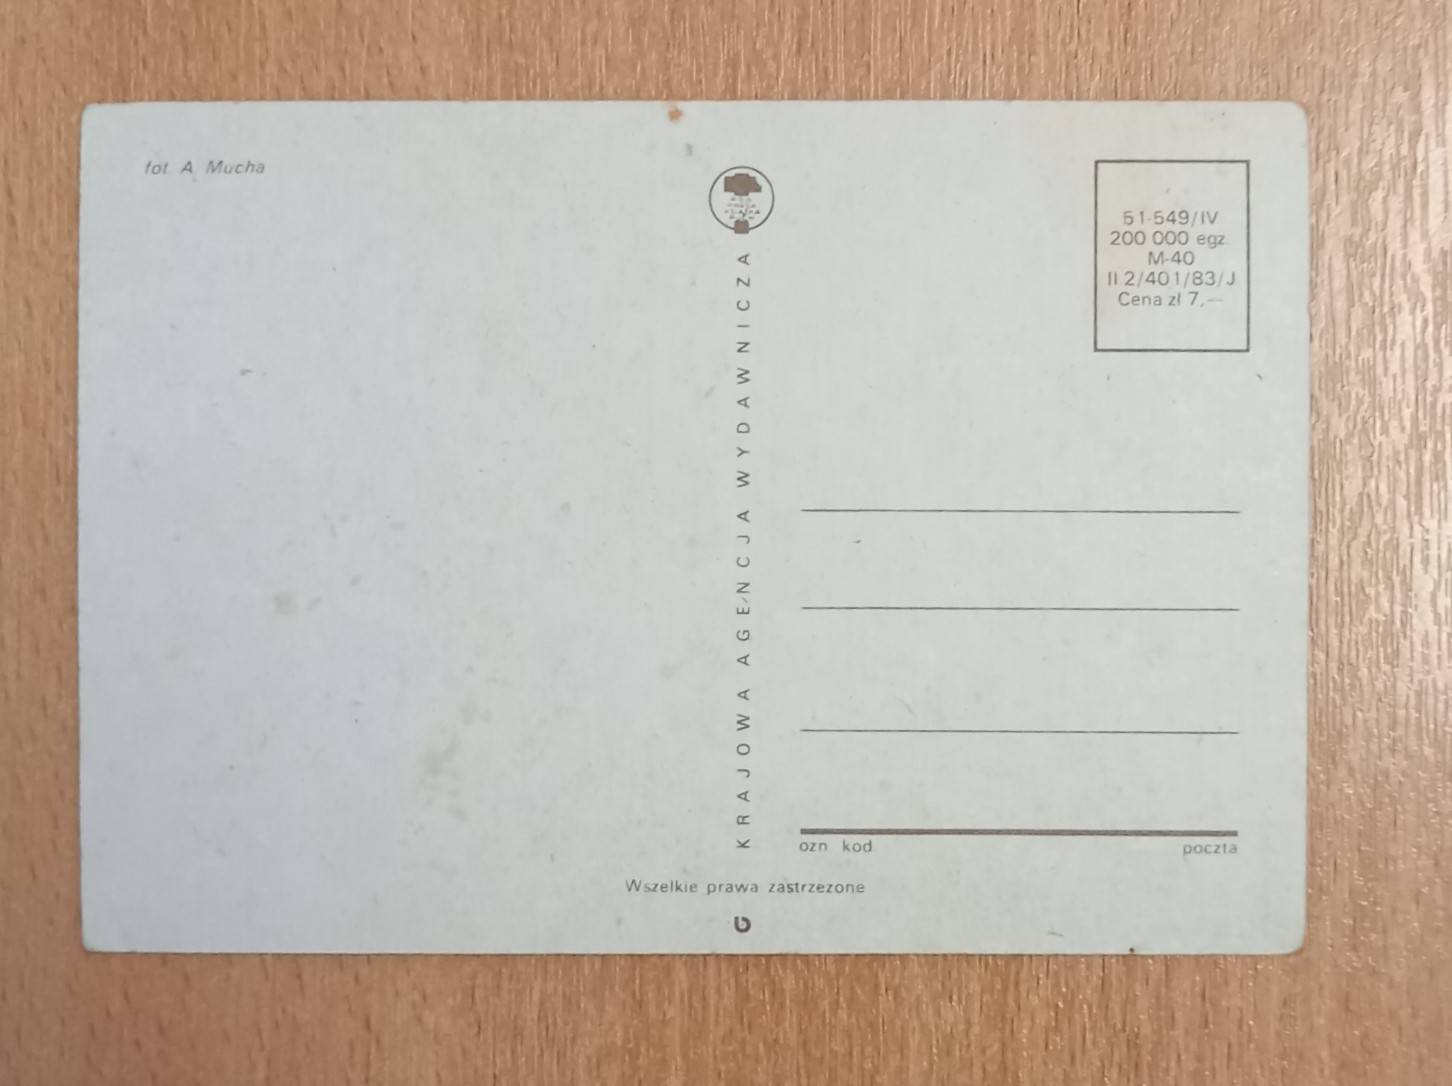 fot. A. Mucha
KRAJOWA AGENCJA WYDAWNICZA
51-549/IV
200 000 egz.
M-40
II 2/401/83/J
Cena zł 7,—
ozn kod poczta
Wszelkie prawa zastrzezone